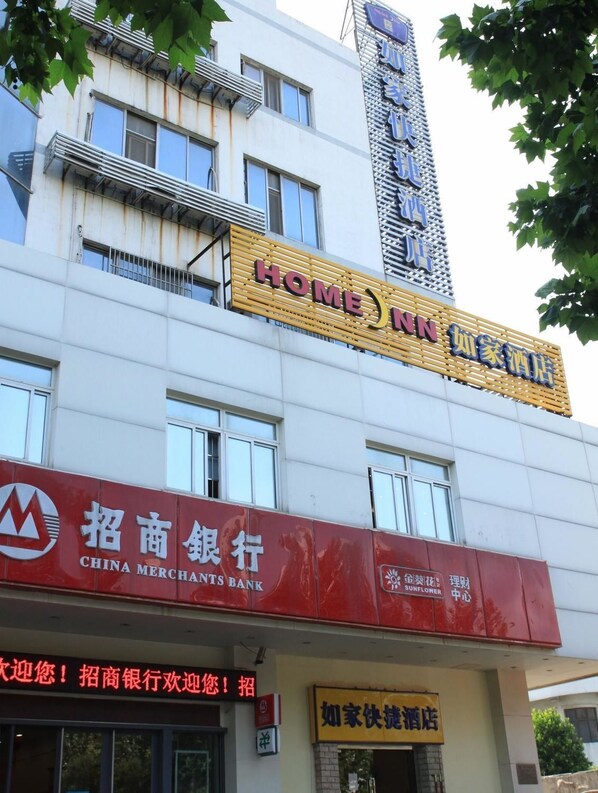 如家快捷酒店
HOME INN 如家酒店
招商銀行
CHINA MERCHANTS BANK
金葵花
SUNFLOWER
理财
中心
欢迎您！招商银行欢迎您！招
如家快捷酒店